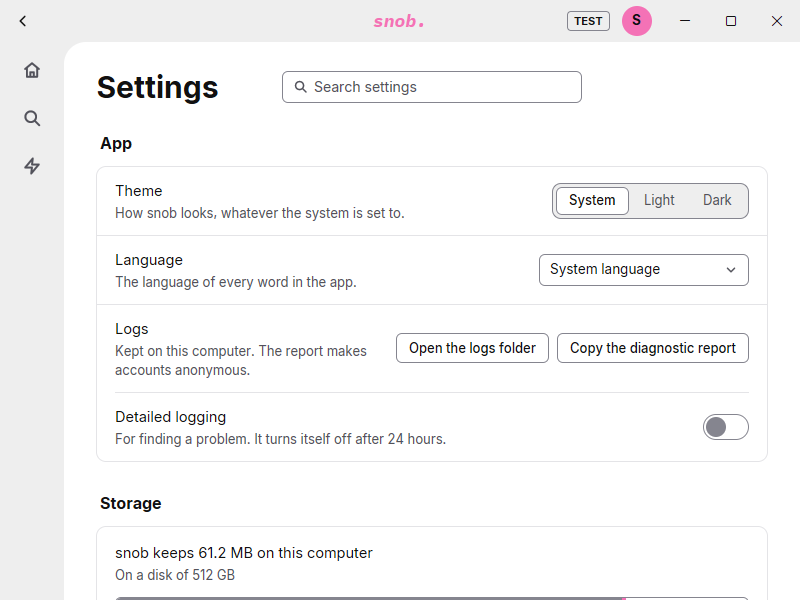 snob.
TEST
S
Settings
Search settings
App
Theme
How snob looks, whatever the system is set to.
System
Light
Dark
Language
The language of every word in the app.
System language
Logs
Kept on this computer. The report makes
accounts anonymous.
Open the logs folder
Copy the diagnostic report
Detailed logging
For finding a problem. It turns itself off after 24 hours.
Storage
snob keeps 61.2 MB on this computer
On a disk of 512 GB